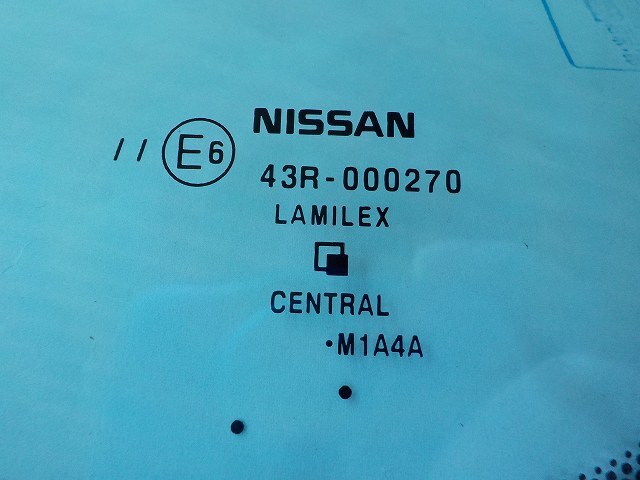 NISSAN
// E6
43R-000270
LAMILEX
CENTRAL
·M1A4A